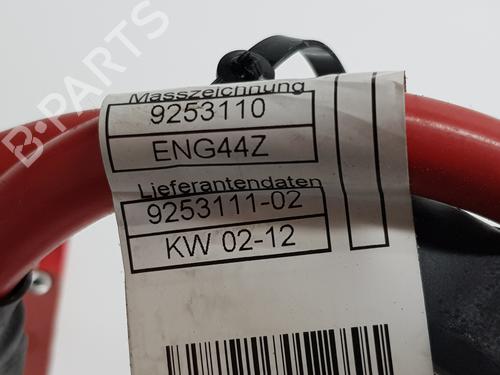 B-PARTS
Masszeichnung
9253110
ENG44Z
Lieferantendaten
9253111-02
KW 02-12